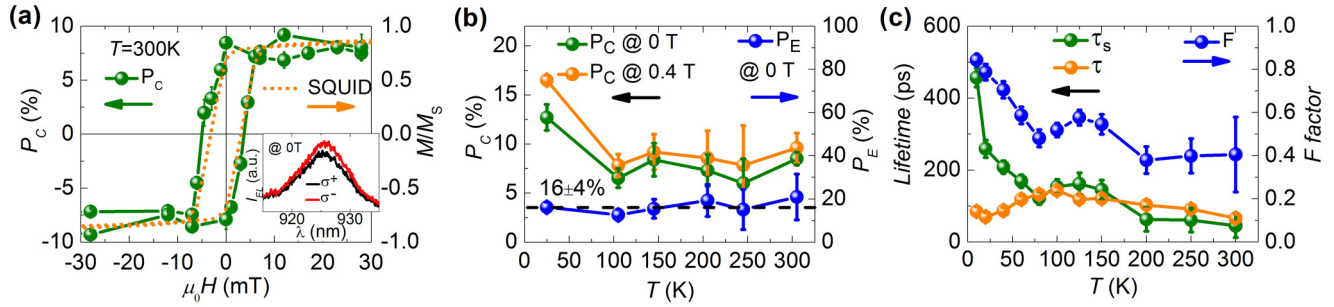 (a)
10
5
0
-5
-10
P_C (%)
T=300K
P_C
SQUID
1.0
0.5
0.0
-0.5
-1.0
M/M_S
@ 0T
I_EL (a.u.)
σ+
σ-
920 930
λ (nm)
-30 -20 -10 0 10 20 30
μ₀H (mT)
(b)
20
15
10
5
0
P_C (%)
P_C @ 0 T
P_C @ 0.4 T
P_E
@ 0 T
16±4%
100
80
60
40
20
0
P_E (%)
0 50 100 150 200 250 300
T (K)
(c)
600
500
400
300
200
100
0
Lifetime (ps)
τ_s
τ
F
1.0
0.8
0.6
0.4
0.2
0.0
F factor
0 50 100 150 200 250 300
T (K)